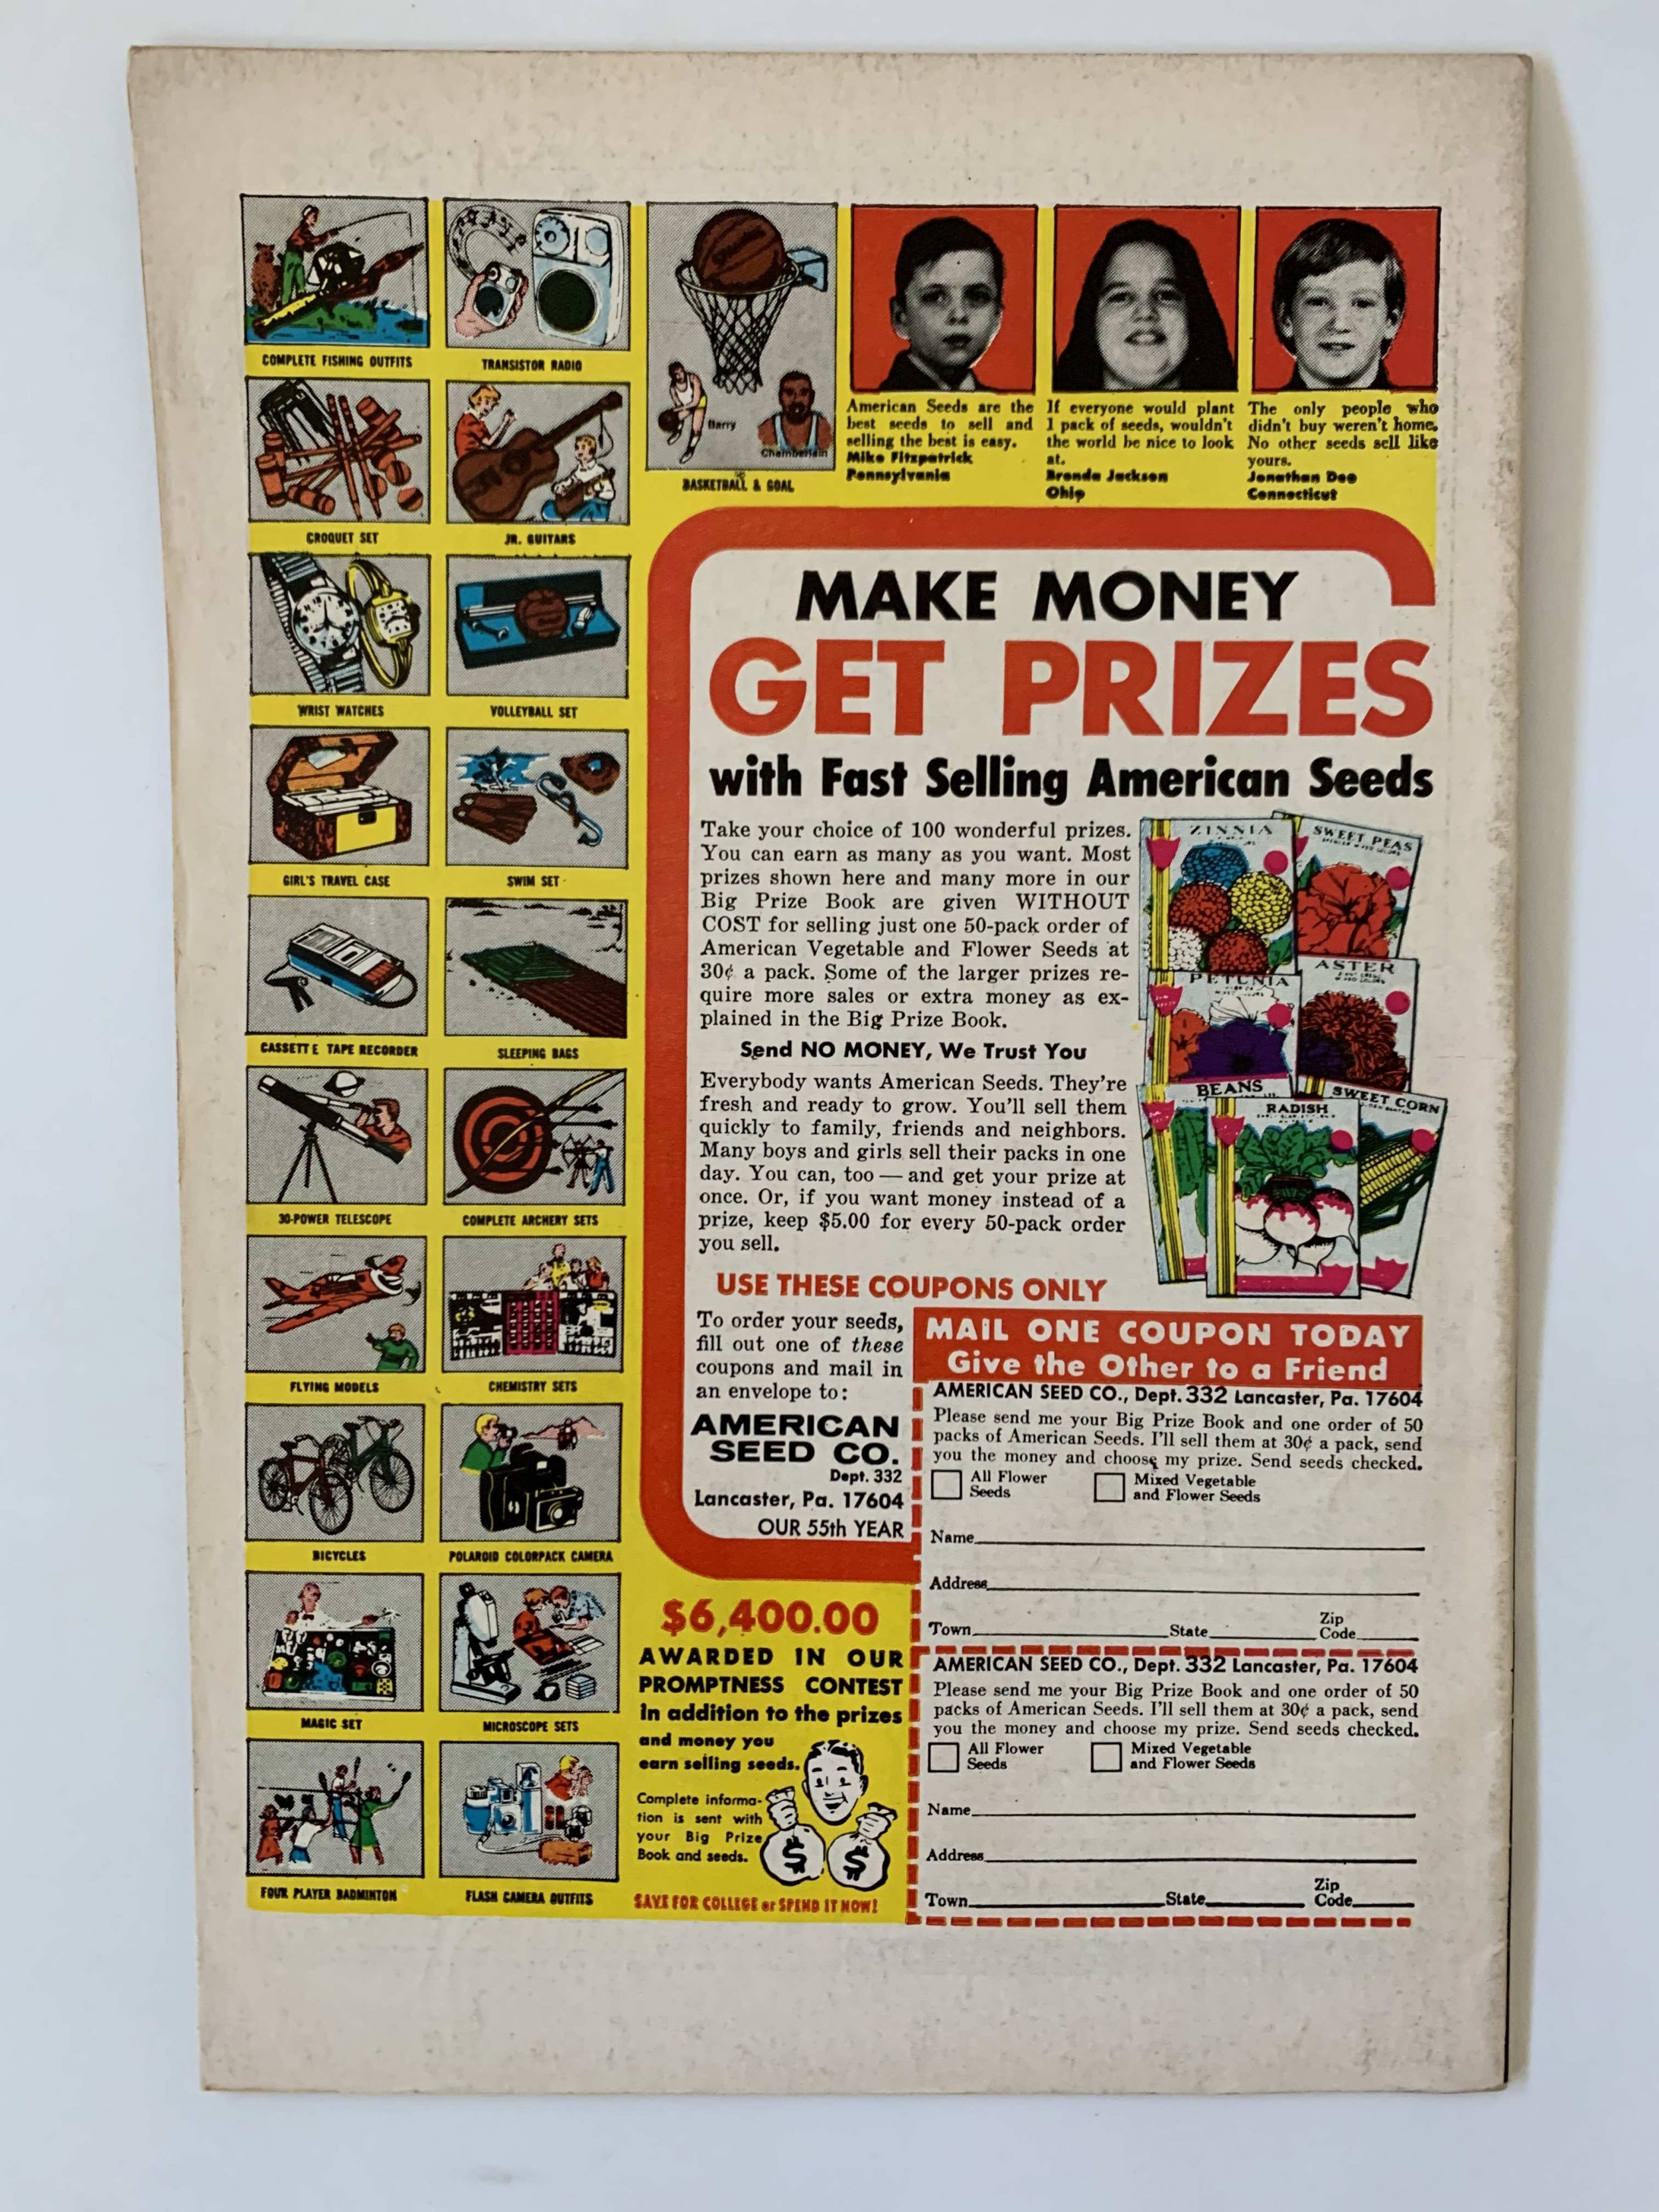 COMPLETE FISHING OUTFITS
TRANSISTOR RADIO
CROQUET SET
JR. GUITARS
WRIST WATCHES
VOLLEYBALL SET
GIRL'S TRAVEL CASE
SWIM SET
CASSETTE TAPE RECORDER
SLEEPING BAGS
30-POWER TELESCOPE
COMPLETE ARCHERY SETS
FLYING MODELS
CHEMISTRY SETS
BICYCLES
POLAROID COLORPACK CAMERA
MAGIC SET
MICROSCOPE SETS
FOUR PLAYER BADMINTON
FLASH CAMERA OUTFITS
Barry
Chamberlain
BASKETBALL & GOAL
American Seeds are the
best seeds to sell and
selling the best is easy.
Mike Fitzpatrick
Pennsylvania
If everyone would plant
1 pack of seeds, wouldn't
the world be nice to look
at.
Brenda Jackson
Ohio
The only people who
didn't buy weren't home.
No other seeds sell like
yours.
Jonathan Dee
Connecticut
MAKE MONEY
GET PRIZES
with Fast Selling American Seeds
Take your choice of 100 wonderful prizes.
You can earn as many as you want. Most
prizes shown here and many more in our
Big Prize Book are given WITHOUT
COST for selling just one 50-pack order of
American Vegetable and Flower Seeds at
30¢ a pack. Some of the larger prizes re-
quire more sales or extra money as ex-
plained in the Big Prize Book.
Send NO MONEY, We Trust You
Everybody wants American Seeds. They're
fresh and ready to grow. You'll sell them
quickly to family, friends and neighbors.
Many boys and girls sell their packs in one
day. You can, too — and get your prize at
once. Or, if you want money instead of a
prize, keep $5.00 for every 50-pack order
you sell.
ZINNIA
SWEET PEAS
PETUNIA
ASTER
BEANS
RADISH
SWEET CORN
USE THESE COUPONS ONLY
To order your seeds,
fill out one of these
coupons and mail in
an envelope to:
AMERICAN
SEED CO.
Dept. 332
Lancaster, Pa. 17604
OUR 55th YEAR
MAIL ONE COUPON TODAY
Give the Other to a Friend
AMERICAN SEED CO., Dept. 332 Lancaster, Pa. 17604
Please send me your Big Prize Book and one order of 50
packs of American Seeds. I'll sell them at 30¢ a pack, send
you the money and choose my prize. Send seeds checked.
All Flower
Seeds
Mixed Vegetable
and Flower Seeds
Name
Address
Town State Zip Code
AMERICAN SEED CO., Dept. 332 Lancaster, Pa. 17604
Please send me your Big Prize Book and one order of 50
packs of American Seeds. I'll sell them at 30¢ a pack, send
you the money and choose my prize. Send seeds checked.
All Flower
Seeds
Mixed Vegetable
and Flower Seeds
Name
Address
Town State Zip Code
$6,400.00
AWARDED IN OUR
PROMPTNESS CONTEST
in addition to the prizes
and money you
earn selling seeds.
Complete informa-
tion is sent with
your Big Prize
Book and seeds.
$ $
SAVE FOR COLLEGE or SPEND IT NOW!